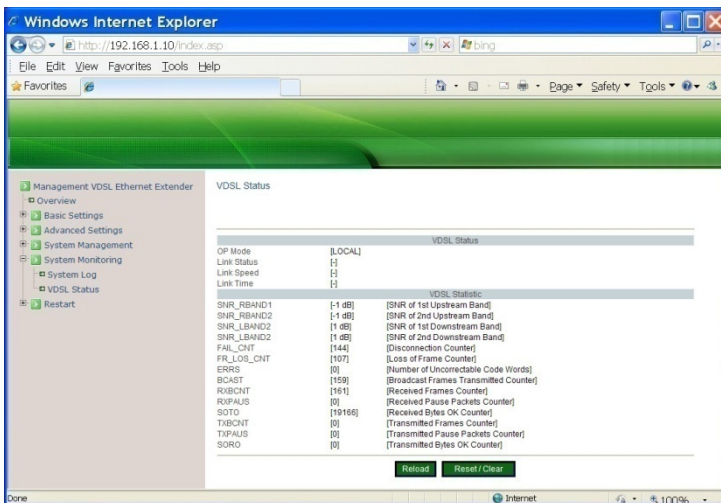 Windows Internet Explorer
http://192.168.1.10/index.asp
bing
File Edit View Favorites Tools Help
Favorites
Page Safety Tools
Management VDSL Ethernet Extender
Overview
Basic Settings
Advanced Settings
System Management
System Monitoring
System Log
VDSL Status
Restart
VDSL Status
VDSL Status
OP Mode [LOCAL]
Link Status [-]
Link Speed [-]
Link Time [-]
VDSL Statistic
SNR_RBAND1 [-1 dB] [SNR of 1st Upstream Band]
SNR_RBAND2 [-1 dB] [SNR of 2nd Upstream Band]
SNR_LBAND2 [1 dB] [SNR of 1st Downstream Band]
SNR_LBAND2 [1 dB] [SNR of 2nd Downstream Band]
FAIL_CNT [144] [Disconnection Counter]
FR_LOS_CNT [107] [Loss of Frame Counter]
ERRS [0] [Number of Uncorrectable Code Words]
BCAST [159] [Broadcast Frames Transmitted Counter]
RXBCNT [161] [Received Frames Counter]
RXPAUS [0] [Received Pause Packets Counter]
SOTO [19166] [Received Bytes OK Counter]
TXBCNT [0] [Transmitted Frames Counter]
TXPAUS [0] [Transmitted Pause Packets Counter]
SORO [0] [Transmitted Bytes OK Counter]
Reload Reset/Clear
Done Internet 100%